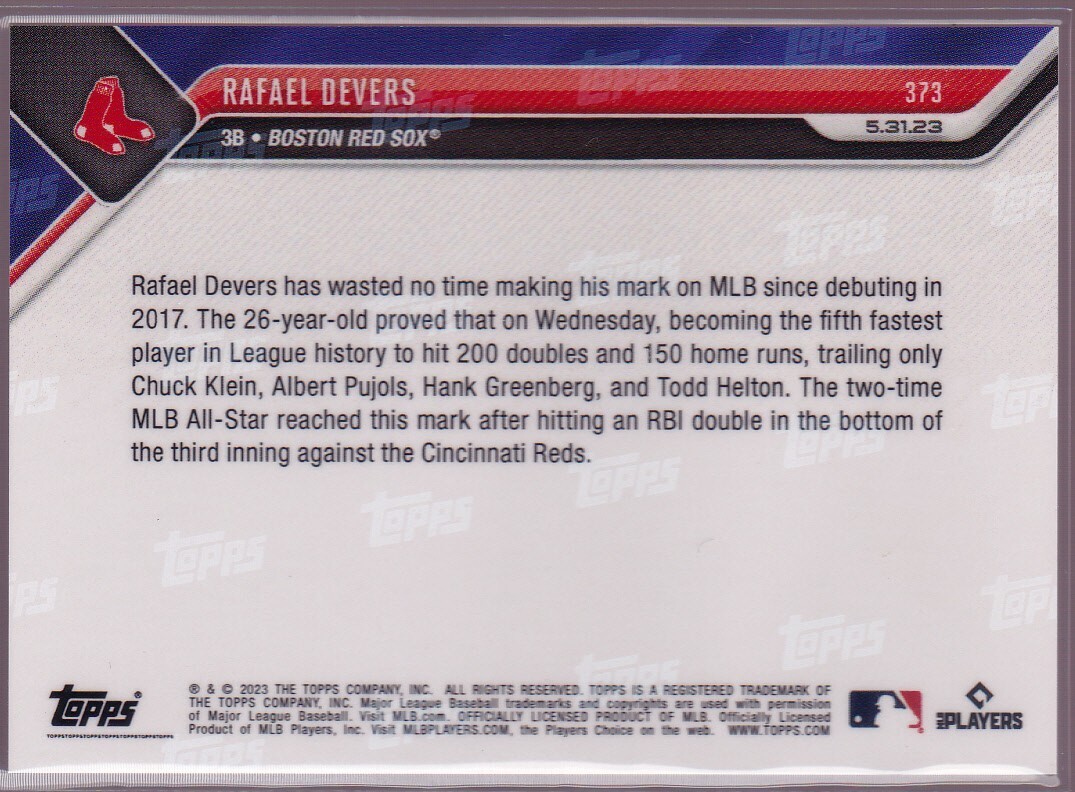 RAFAEL DEVERS
373
3B • BOSTON RED SOX®
5.31.23
Rafael Devers has wasted no time making his mark on MLB since debuting in
2017. The 26-year-old proved that on Wednesday, becoming the fifth fastest
player in League history to hit 200 doubles and 150 home runs, trailing only
Chuck Klein, Albert Pujols, Hank Greenberg, and Todd Helton. The two-time
MLB All-Star reached this mark after hitting an RBI double in the bottom of
the third inning against the Cincinnati Reds.
Topps®
® & © 2023 THE TOPPS COMPANY, INC. ALL RIGHTS RESERVED. TOPPS IS A REGISTERED TRADEMARK OF
THE TOPPS COMPANY, INC. Major League Baseball trademarks and copyrights are used with permission
of Major League Baseball. Visit MLB.com. OFFICIALLY LICENSED PRODUCT OF MLB. Officially Licensed
Product of MLB Players, Inc. Visit MLBPLAYERS.COM, the Players Choice on the web. WWW.TOPPS.COM
MLB PLAYERS